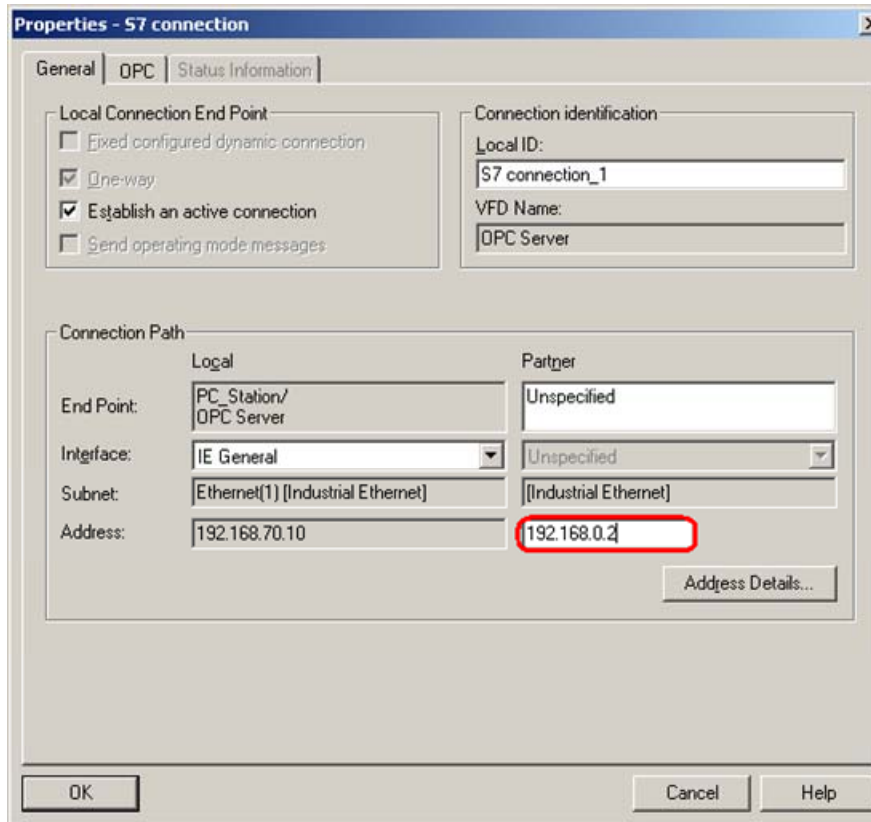 Properties - S7 connection
General OPC Status Information
Local Connection End Point
Fixed configured dynamic connection
One-way
Establish an active connection
Send operating mode messages
Connection identification
Local ID:
S7 connection_1
VFD Name:
OPC Server
Connection Path
Local Partner
End Point: PC_Station/ Unspecified
OPC Server
Interface: IE General Unspecified
Subnet: Ethernet(1) [Industrial Ethernet] [Industrial Ethernet]
Address: 192.168.70.10 192.168.0.2
Address Details...
OK Cancel Help